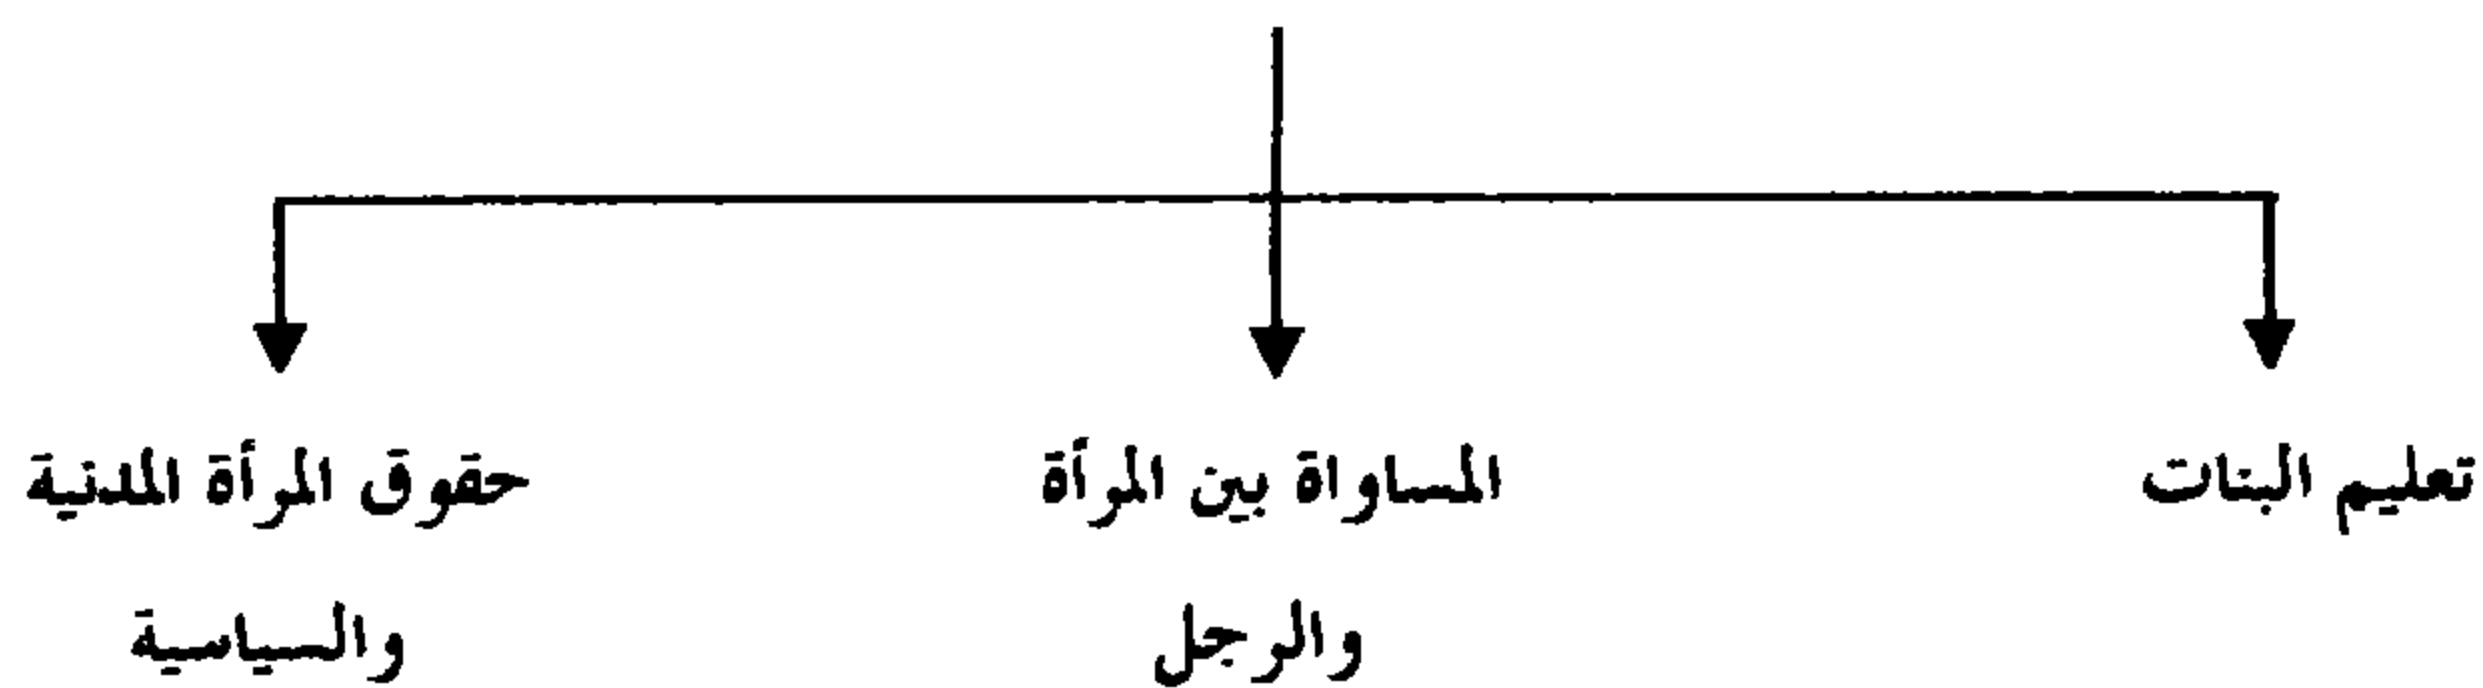 تعليم البنات
المساواة بين المرأة
والرجل
حقوق المرأة المدنية
والسياسية